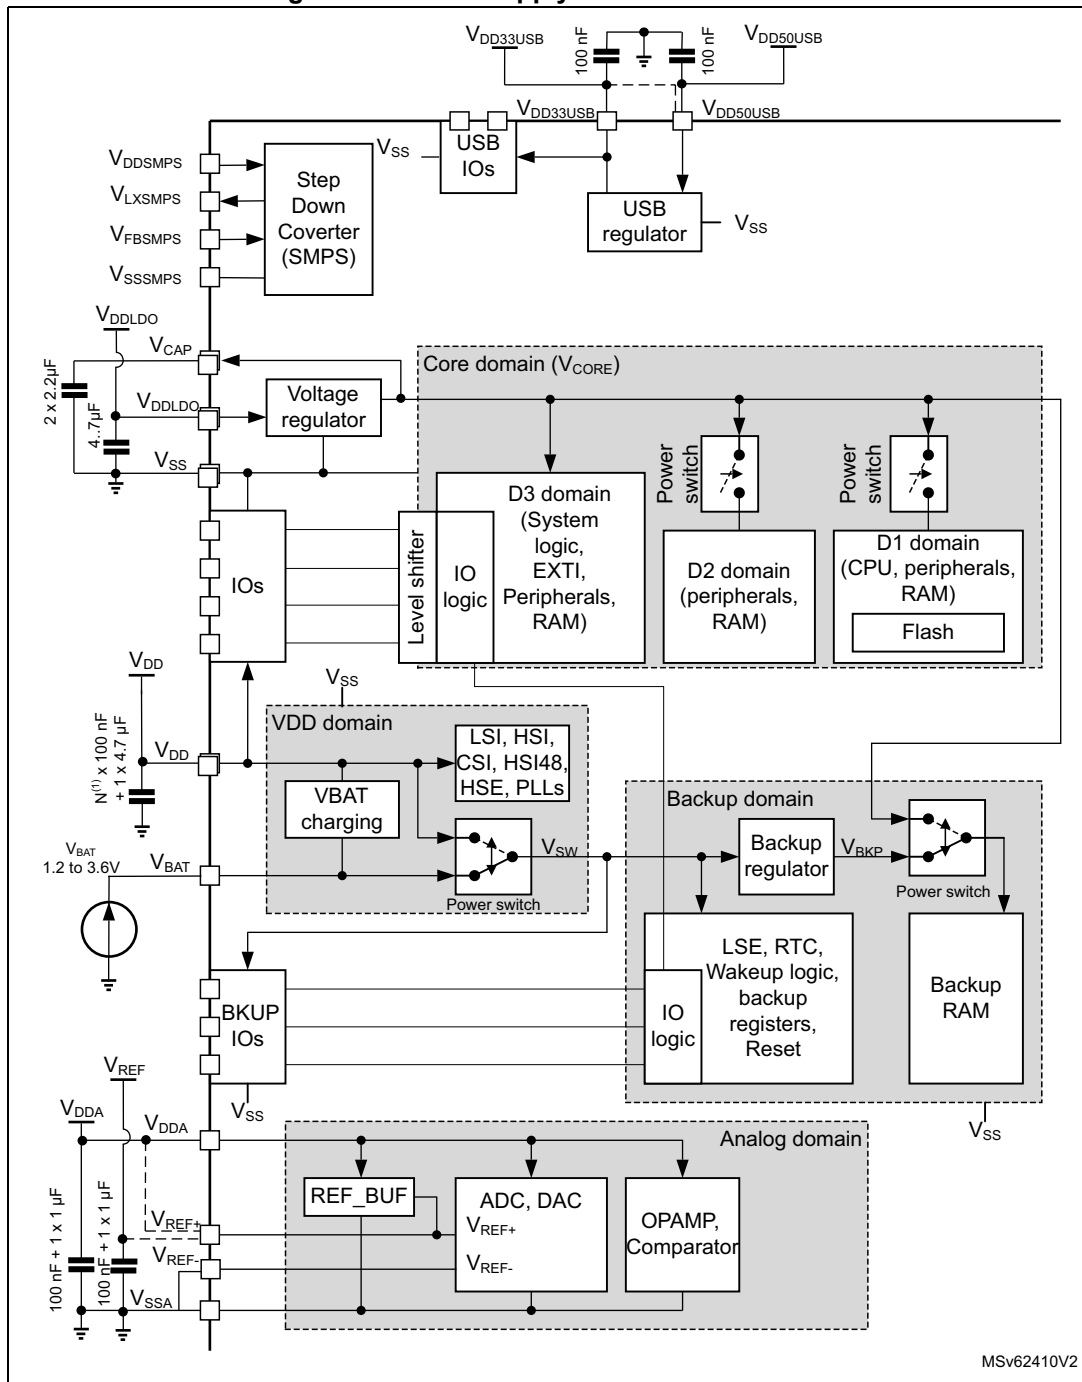 VDD33USB
100 nF
100 nF
VDD50USB
VDD33USB
VDD50USB
VSS
USB
IOs
VDDSMPS
VLXSMPS
VFBSMPS
VSSSMPS
Step
Down
Coverter
(SMPS)
USB
regulator
VSS
VDDLDO
VCAP
2 x 2.2µF
VDDLDO
4..7µF
VSS
Voltage
regulator
Core domain (VCORE)
Power
switch
Power
switch
D3 domain
(System
logic,
EXTI,
Peripherals,
RAM)
Level shifter
IO
logic
IOs
D2 domain
(peripherals,
RAM)
D1 domain
(CPU, peripherals,
RAM)
Flash
VDD
VDD
N(1) x 100 nF
+ 1 x 4.7 µF
VSS
VDD domain
LSI, HSI,
CSI, HSI48,
HSE, PLLs
VBAT
charging
VSW
Power switch
VBAT
1.2 to 3.6V
VBAT
Backup domain
Backup
regulator
VBKP
Power switch
LSE, RTC,
Wakeup logic,
backup
registers,
Reset
IO
logic
Backup
RAM
VSS
BKUP
IOs
VSS
VREF
VDDA
VDDA
100 nF + 1 x 1 µF
100 nF + 1 x 1 µF
VREF+
VREF-
VSSA
Analog domain
REF_BUF
ADC, DAC
VREF+
VREF-
OPAMP,
Comparator
MSv62410V2